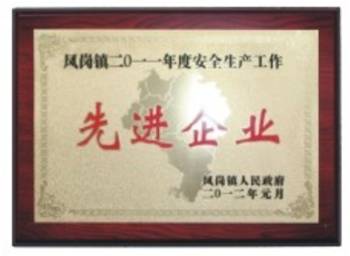 凤岗镇二〇一一年度安全生产工作
先进企业
凤岗镇人民政府
二〇一二年元月